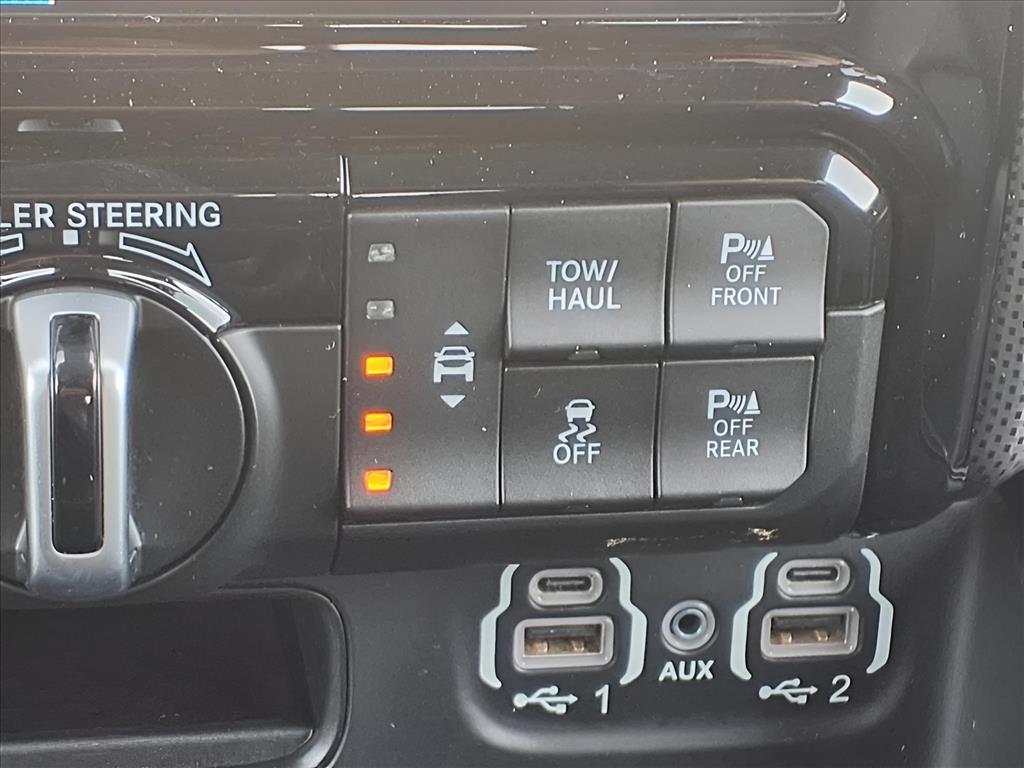 LER STEERING
TOW/
HAUL
P
OFF
FRONT
OFF
P
OFF
REAR
1
AUX
2